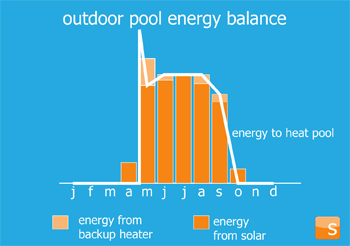 outdoor pool energy balance
energy to heat pool
j f m a m j j a s o n d
energy from
backup heater
energy
from solar
S